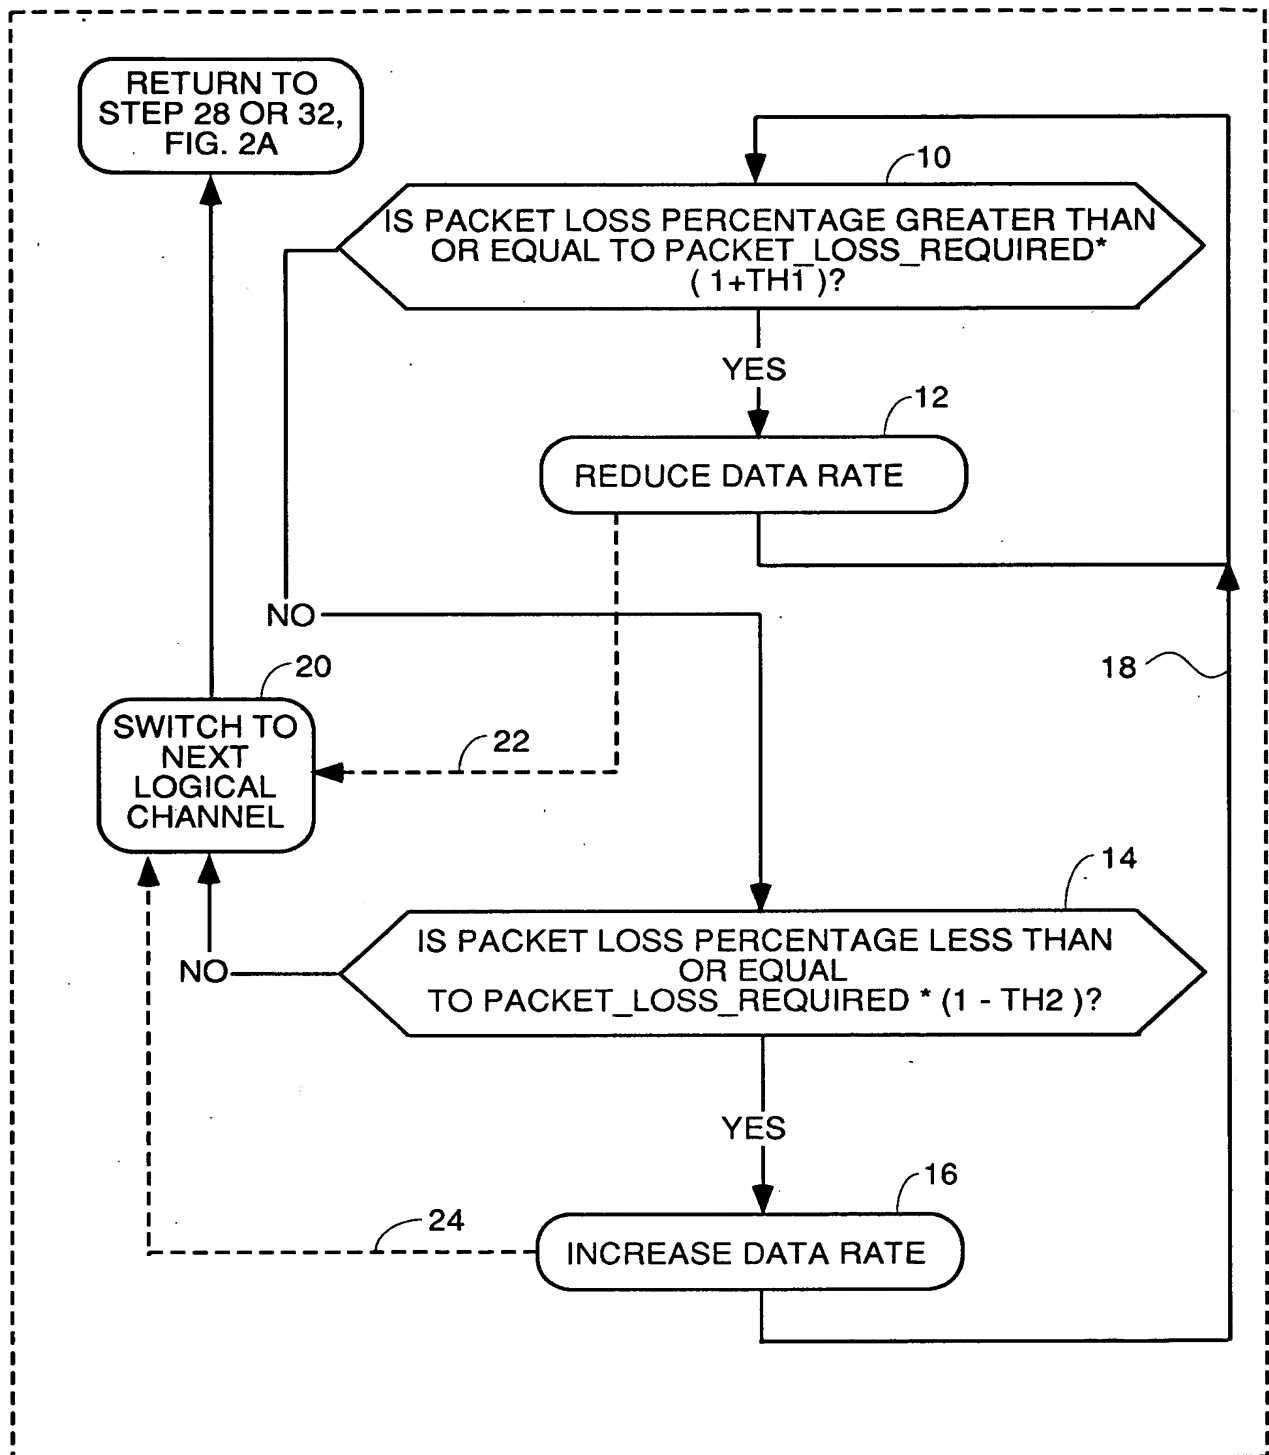 RETURN TO
STEP 28 OR 32,
FIG. 2A
10
IS PACKET LOSS PERCENTAGE GREATER THAN
OR EQUAL TO PACKET_LOSS_REQUIRED*
( 1+TH1 )?
YES
12
REDUCE DATA RATE
NO
18
20
SWITCH TO
NEXT
LOGICAL
CHANNEL
22
14
IS PACKET LOSS PERCENTAGE LESS THAN
OR EQUAL
TO PACKET_LOSS_REQUIRED * (1 - TH2 )?
NO
YES
16
24
INCREASE DATA RATE